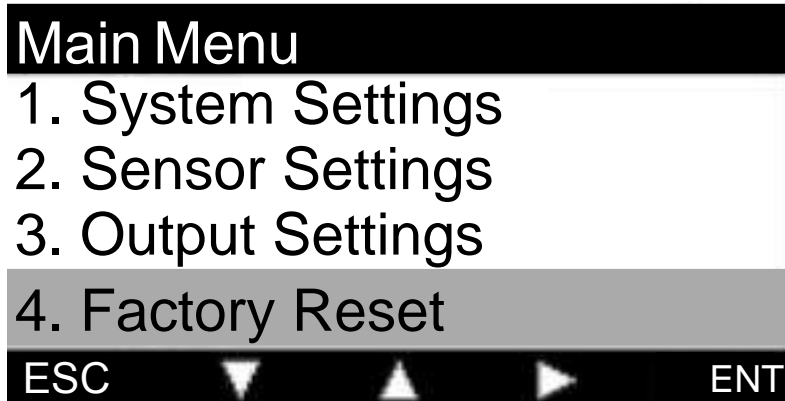 Main Menu
1. System Settings
2. Sensor Settings
3. Output Settings
4. Factory Reset
ESC ▼ ▲ ► ENT